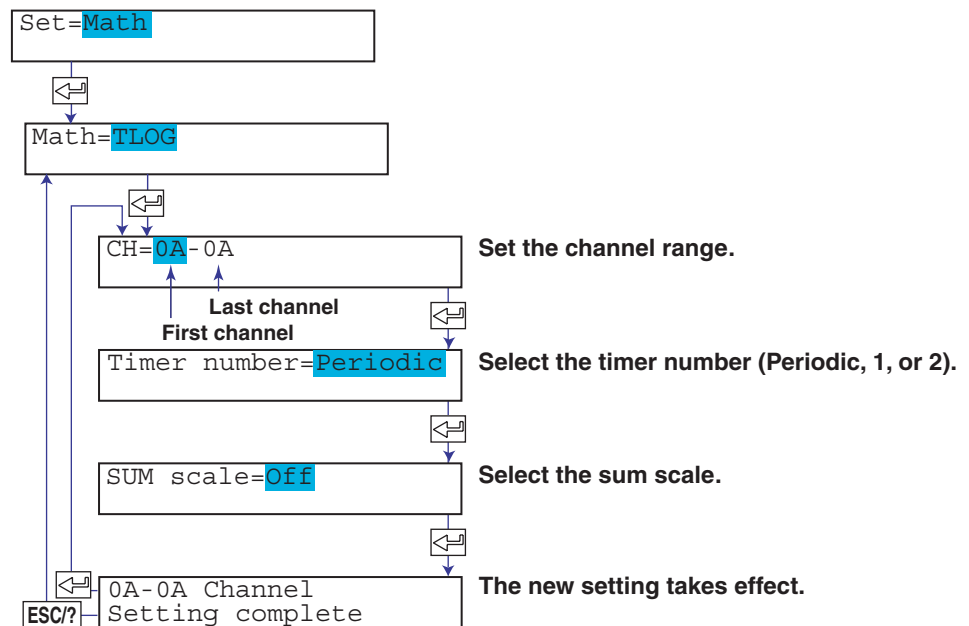 Set=Math
Math=TLOG
CH=0A-0A
Set the channel range.
Last channel
First channel
Timer number=Periodic
Select the timer number (Periodic, 1, or 2).
SUM scale=Off
Select the sum scale.
0A-0A Channel
The new setting takes effect.
ESC/?
Setting complete